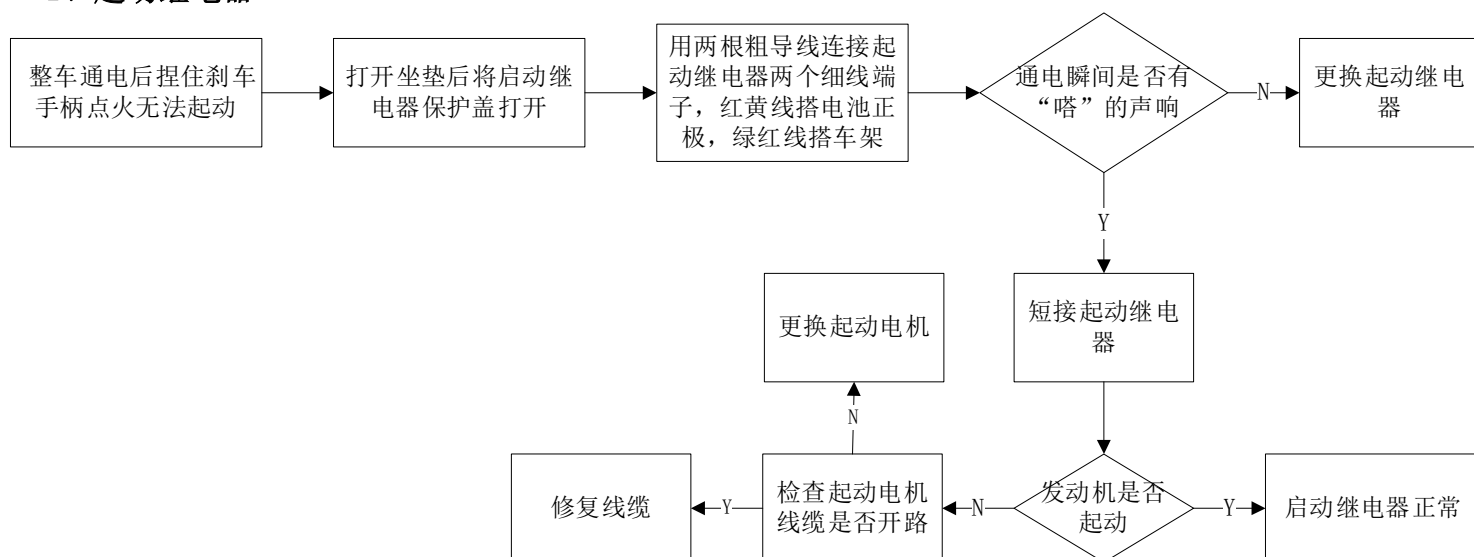 整车通电后捏住刹车
手柄点火无法起动
打开坐垫后将启动继
电器保护盖打开
用两根粗导线连接起
动继电器两个细线端
子，红黄线搭电池正
极，绿红线搭车架
通电瞬间是否有
“嗒”的声响
N
更换起动继电
器
Y
短接起动继电
器
更换起动电机
N
发动机是否
起动
Y
启动继电器正常
N
检查起动电机
线缆是否开路
Y
修复线缆